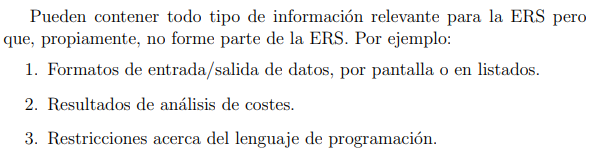 Pueden contener todo tipo de información relevante para la ERS pero
que, propiamente, no forme parte de la ERS. Por ejemplo:
1. Formatos de entrada/salida de datos, por pantalla o en listados.
2. Resultados de análisis de costes.
3. Restricciones acerca del lenguaje de programación.